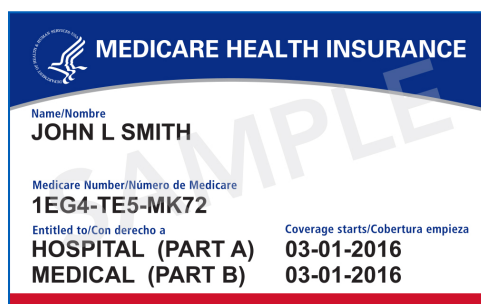 MEDICARE HEALTH INSURANCE
Name/Nombre
JOHN L SMITH
Medicare Number/Número de Medicare
1EG4-TE5-MK72
Entitled to/Con derecho a Coverage starts/Cobertura empieza
HOSPITAL (PART A) 03-01-2016
MEDICAL (PART B) 03-01-2016
SAMPLE